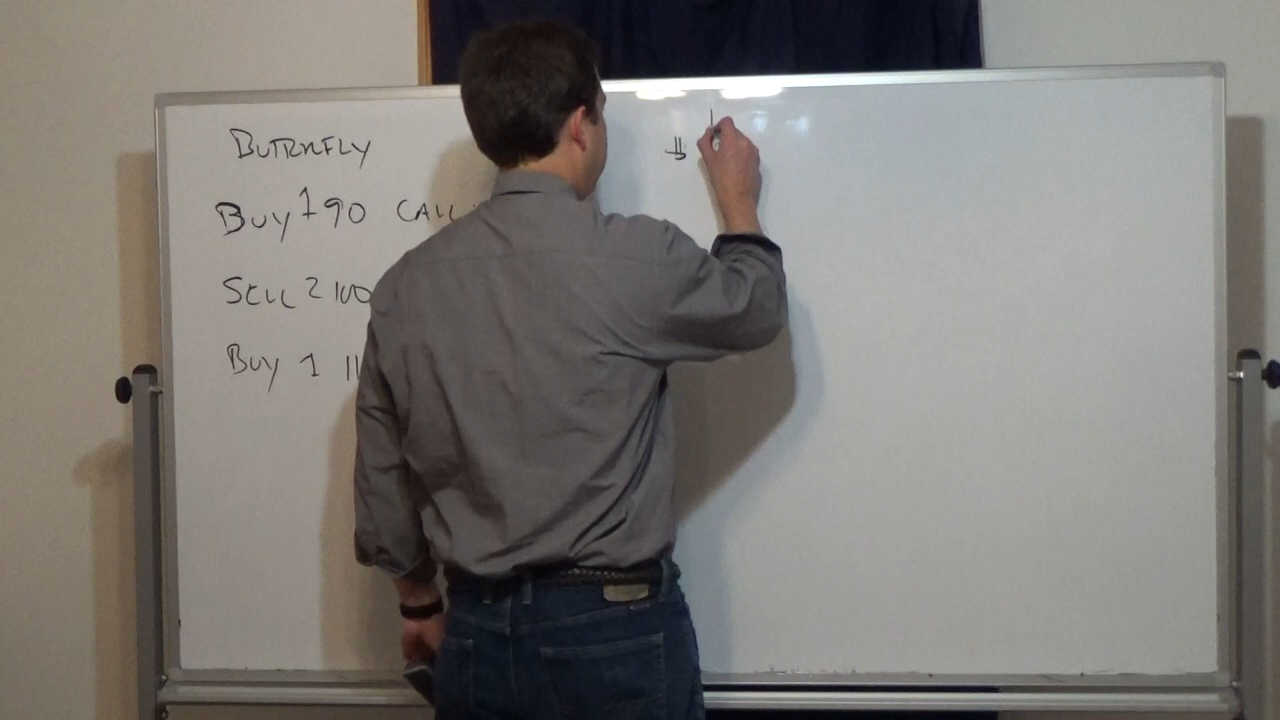 BUTTERFLY
BUY 1 90 CALL
SELL 2 100
BUY 1 11
$